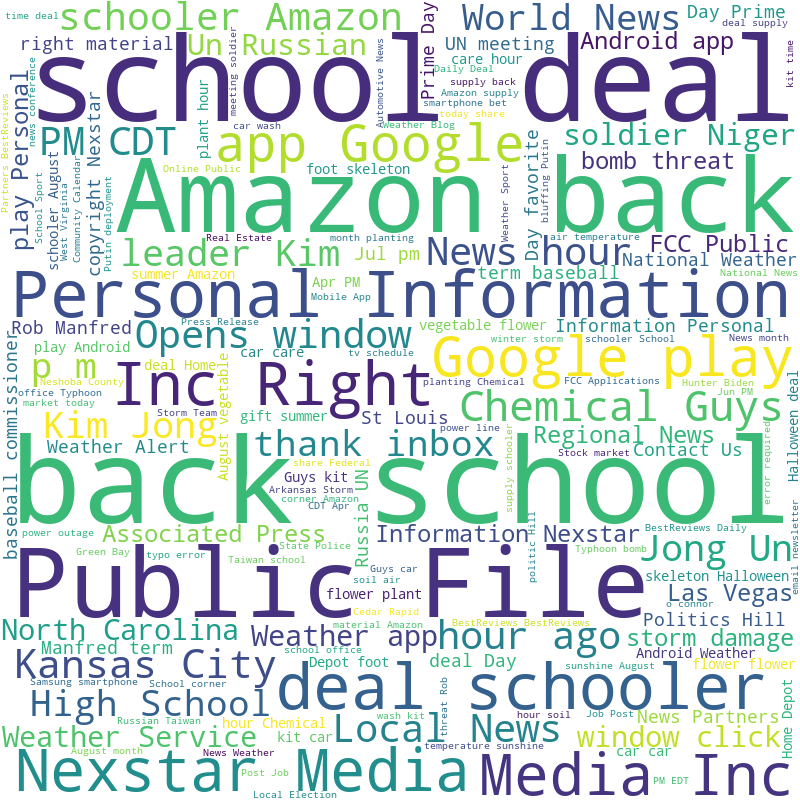 time deal
schooler Amazon
World News
Day Prime
deal supply
right material
Un Russian
meeting soldier
Automotive News
Prime Day
UN meeting
Android app
care hour
kit time
school deal
Daily Deal
supply back
Amazon supply
smartphone bet
today share
Partners BestReviews
news conference
play Personal
PM CDT
plant hour
car wash
app Google
Weather Blog
soldier Niger
bomb threat
School Sport
schooler August
West Virginia
Community Calendar
copyright Nexstar
Putin deployment
Online Public
foot skeleton
Amazon back
Weather Sport
Day favorite
bluffing Putin
Real Estate
month planting
air temperature
leader Kim
Jul pm
News hour
FCC Public
National Weather
summer Amazon
Apr PM
term baseball
National News
Personal Information
Mobile App
Rob Manfred
Press Release
Opens window
vegetable flower
Information Personal
winter storm
schooler School
News month
baseball commissioner
play Android
p m
deal Home
car care
tv schedule
Google play
Neshoba County
office Typhoon
market today
Inc Right
planting Chemical
FCC Applications
Hunter Biden
Jun PM
Halloween deal
Storm Team
August vegetable
gift summer
St Louis
power line
Chemical Guys
Kim Jong
Weather Alert
thank inbox
Regional News
Stock market
Contact Us
error required
share Federal
Guys kit
Arkansas Storm
corner Amazon
CDT Apr
supply schooler
back school
Russia UN
power outage
Associated Press
Information Nexstar
BestReviews Daily
Green Bay
typo error
State Police
Taiwan school
politic Hill
Typhoon bomb
Jong Un
email newsletter
Public File
Guys car
soil air
flower plant
skeleton Halloween
Las Vegas
o connor
Cedar Rapid
material Amazon
BestReviews BestReviews
North Carolina
Weather app
hour ago
Politics Hill
storm damage
Manfred term
school office
Depot foot
deal Day
Android Weather
Kansas City
sunshine August
flower flower
Samsung smartphone
School corner
deal schooler
High School
threat Rob
wash kit
hour soil
Job Post
News Partners
Home Depot
Russian Taiwan
hour Chemical
Local News
Weather Service
kit car
window click
August month
News Weather
temperature sunshine
car car
Nexstar Media
Post Job
Media Inc
PM EDT
Local Election